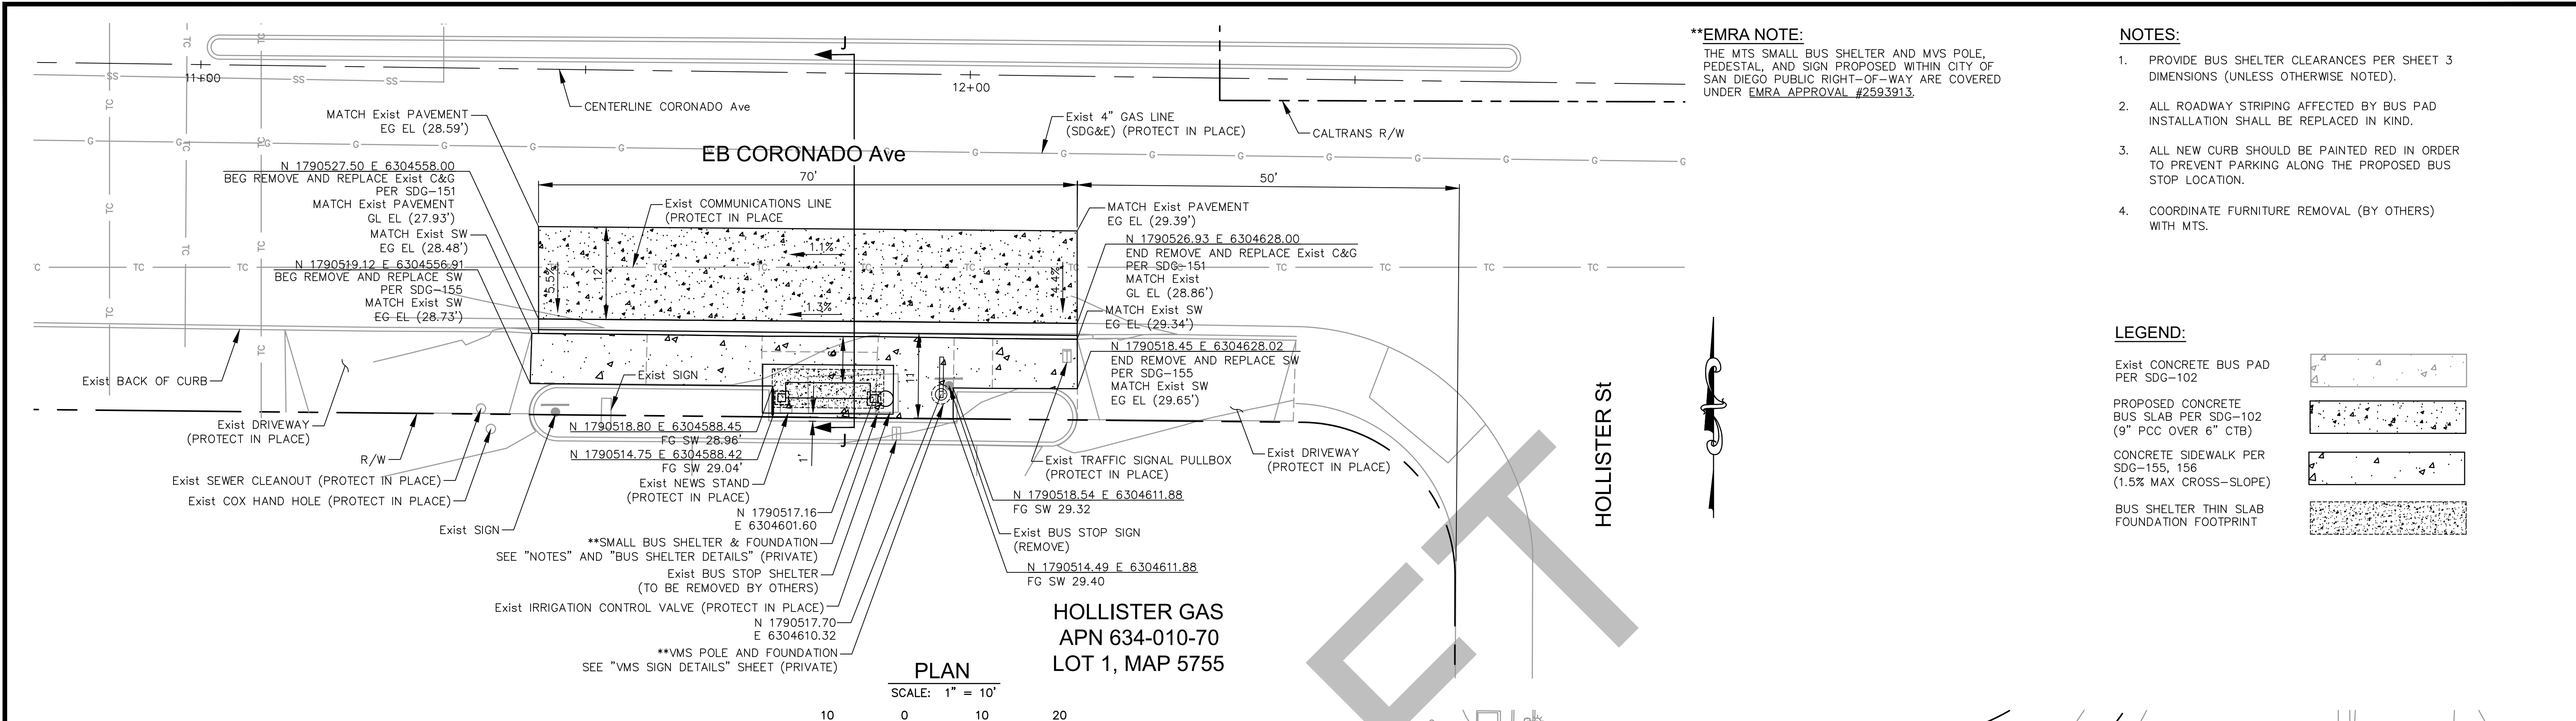 **EMRA NOTE:
THE MTS SMALL BUS SHELTER AND MVS POLE,
PEDESTAL, AND SIGN PROPOSED WITHIN CITY OF
SAN DIEGO PUBLIC RIGHT-OF-WAY ARE COVERED
UNDER EMRA APPROVAL #2593913.
NOTES:
1. PROVIDE BUS SHELTER CLEARANCES PER SHEET 3
DIMENSIONS (UNLESS OTHERWISE NOTED).
2. ALL ROADWAY STRIPING AFFECTED BY BUS PAD
INSTALLATION SHALL BE REPLACED IN KIND.
3. ALL NEW CURB SHOULD BE PAINTED RED IN ORDER
TO PREVENT PARKING ALONG THE PROPOSED BUS
STOP LOCATION.
4. COORDINATE FURNITURE REMOVAL (BY OTHERS)
WITH MTS.
LEGEND:
Exist CONCRETE BUS PAD
PER SDG-102
PROPOSED CONCRETE
BUS SLAB PER SDG-102
(9" PCC OVER 6" CTB)
CONCRETE SIDEWALK PER
SDG-155, 156
(1.5% MAX CROSS-SLOPE)
BUS SHELTER THIN SLAB
FOUNDATION FOOTPRINT
11+00
12+00
J
CENTERLINE CORONADO Ave
Exist 4" GAS LINE
(SDG&E) (PROTECT IN PLACE)
CALTRANS R/W
EB CORONADO Ave
70'
50'
MATCH Exist PAVEMENT
EG EL (28.59')
N 1790527.50 E 6304558.00
BEG REMOVE AND REPLACE Exist C&G
PER SDG-151
MATCH Exist PAVEMENT
GL EL (27.93')
MATCH Exist SW
EG EL (28.48')
N 1790519.12 E 6304556.91
BEG REMOVE AND REPLACE SW
PER SDG-155
MATCH Exist SW
EG EL (28.73')
Exist COMMUNICATIONS LINE
(PROTECT IN PLACE
1.1%
5.5%
12'
4.4%
1.3%
MATCH Exist PAVEMENT
EG EL (29.39')
N 1790526.93 E 6304628.00
END REMOVE AND REPLACE Exist C&G
PER SDG-151
MATCH Exist
GL EL (28.86')
MATCH Exist SW
EG EL (29.34')
N 1790518.45 E 6304628.02
END REMOVE AND REPLACE SW
PER SDG-155
MATCH Exist SW
EG EL (29.65')
Exist BACK OF CURB
Exist SIGN
11'
Exist DRIVEWAY
(PROTECT IN PLACE)
R/W
Exist SEWER CLEANOUT (PROTECT IN PLACE)
Exist COX HAND HOLE (PROTECT IN PLACE)
Exist SIGN
N 1790518.80 E 6304588.45
FG SW 28.96'
N 1790514.75 E 6304588.42
FG SW 29.04'
J
1'
Exist NEWS STAND
(PROTECT IN PLACE)
N 1790517.16
E 6304601.60
**SMALL BUS SHELTER & FOUNDATION
SEE "NOTES" AND "BUS SHELTER DETAILS" (PRIVATE)
Exist BUS STOP SHELTER
(TO BE REMOVED BY OTHERS)
Exist IRRIGATION CONTROL VALVE (PROTECT IN PLACE)
N 1790517.70
E 6304610.32
**VMS POLE AND FOUNDATION
SEE "VMS SIGN DETAILS" SHEET (PRIVATE)
Exist TRAFFIC SIGNAL PULLBOX
(PROTECT IN PLACE)
N 1790518.54 E 6304611.88
FG SW 29.32
Exist BUS STOP SIGN
(REMOVE)
N 1790514.49 E 6304611.88
FG SW 29.40
Exist DRIVEWAY
(PROTECT IN PLACE)
HOLLISTER St
HOLLISTER GAS
APN 634-010-70
LOT 1, MAP 5755
PLAN
SCALE: 1" = 10'
10 0 10 20